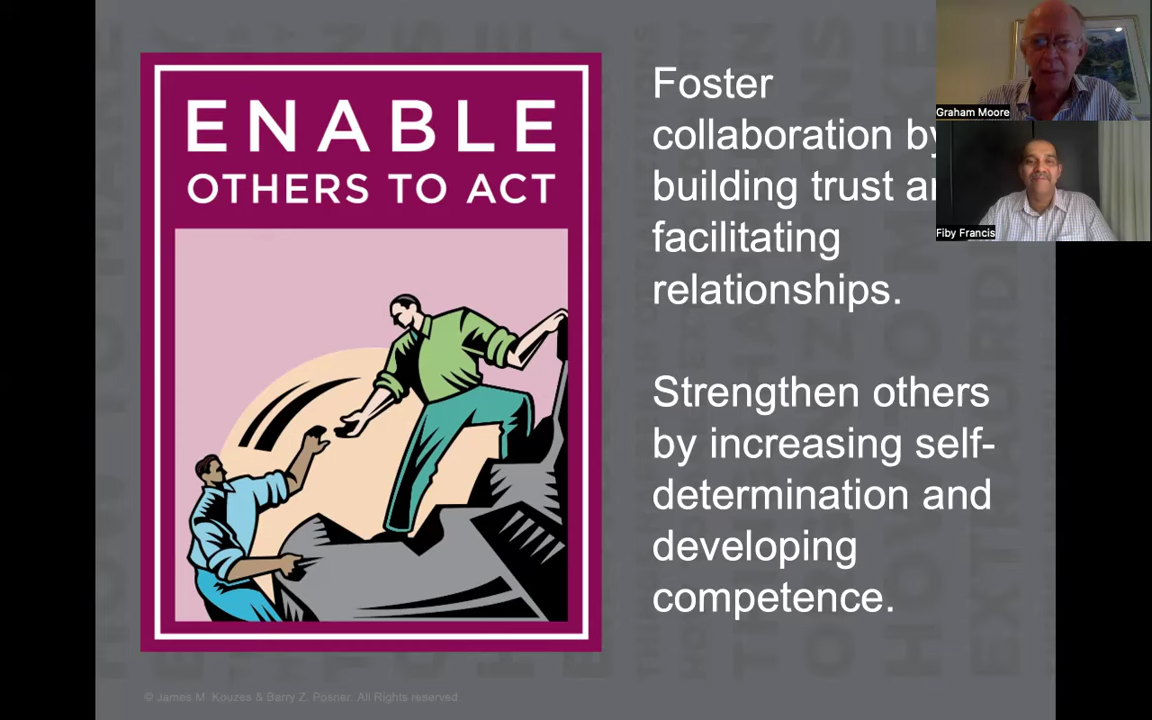 ENABLE
OTHERS TO ACT
Foster
collaboration by
building trust
facilitating
relationships.
Strengthen others
by increasing self-
determination and
developing
competence.
Graham Moore
Fiby Francis
© James M. Kouzes & Barry Z. Posner. All Rights reserved.